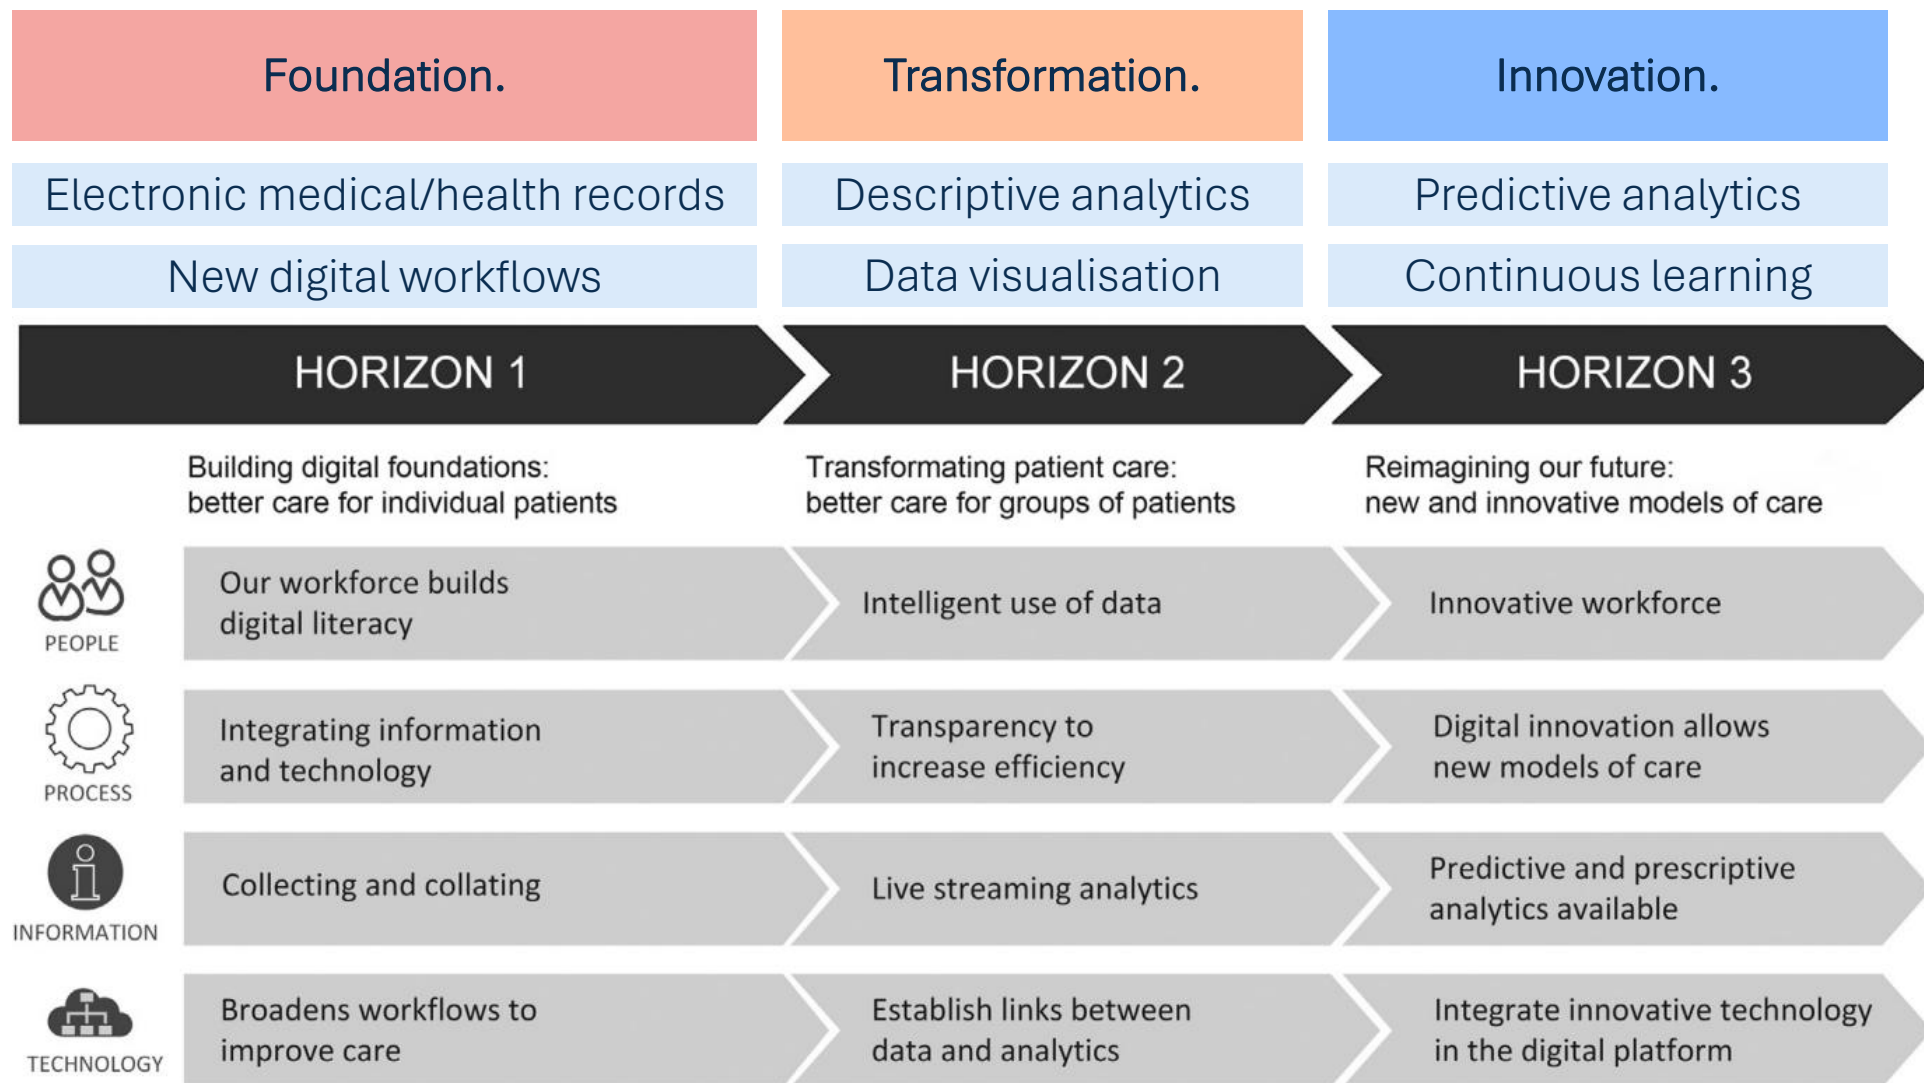 Foundation.
Transformation.
Innovation.
Electronic medical/health records
Descriptive analytics
Predictive analytics
New digital workflows
Data visualisation
Continuous learning
HORIZON 1
HORIZON 2
HORIZON 3
Building digital foundations:
better care for individual patients
Transformating patient care:
better care for groups of patients
Reimagining our future:
new and innovative models of care
PEOPLE
Our workforce builds
digital literacy
Intelligent use of data
Innovative workforce
PROCESS
Integrating information
and technology
Transparency to
increase efficiency
Digital innovation allows
new models of care
INFORMATION
Collecting and collating
Live streaming analytics
Predictive and prescriptive
analytics available
TECHNOLOGY
Broadens workflows to
improve care
Establish links between
data and analytics
Integrate innovative technology
in the digital platform